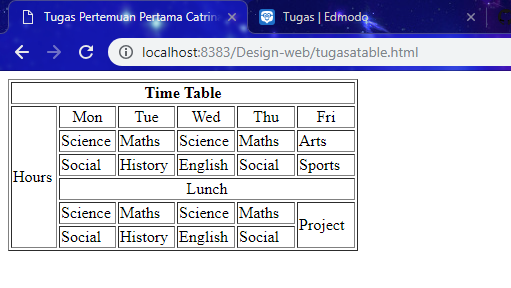 Tugas Pertemuan Pertama Catrin
Tugas | Edmodo
localhost:8383/Design-web/tugasatable.html
Time Table
Hours
Mon Tue Wed Thu Fri
Science Maths Science Maths Arts
Social History English Social Sports
Lunch
Science Maths Science Maths Project
Social History English Social